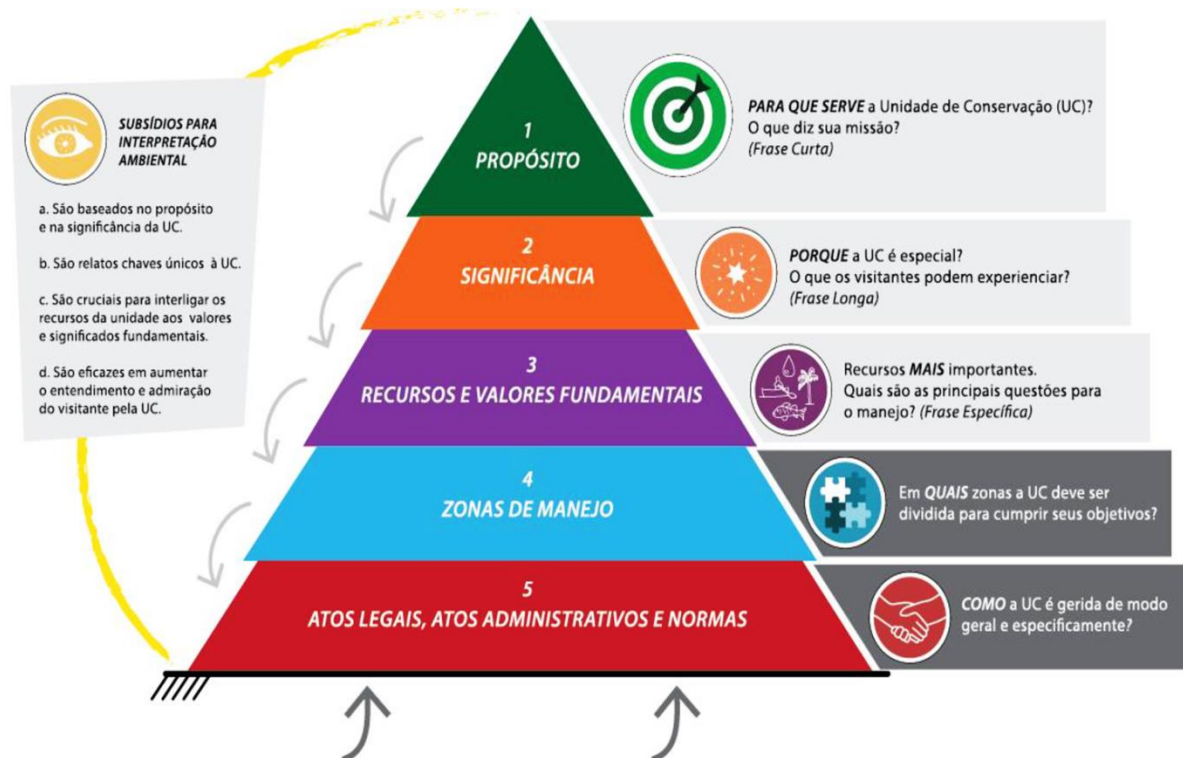 SUBSÍDIOS PARA
INTERPRETAÇÃO
AMBIENTAL
a. São baseados no propósito
e na significância da UC.
b. São relatos chaves únicos à UC.
c. São cruciais para interligar os
recursos da unidade aos valores
e significados fundamentais.
d. São eficazes em aumentar
o entendimento e admiração
do visitante pela UC.
1
PROPÓSITO
PARA QUE SERVE a Unidade de Conservação (UC)?
O que diz sua missão?
(Frase Curta)
2
SIGNIFICÂNCIA
PORQUE a UC é especial?
O que os visitantes podem experienciar?
(Frase Longa)
3
RECURSOS E VALORES FUNDAMENTAIS
Recursos MAIS importantes.
Quais são as principais questões para
o manejo? (Frase Específica)
4
ZONAS DE MANEJO
Em QUAIS zonas a UC deve ser
dividida para cumprir seus objetivos?
5
ATOS LEGAIS, ATOS ADMINISTRATIVOS E NORMAS
COMO a UC é gerida de modo
geral e especificamente?